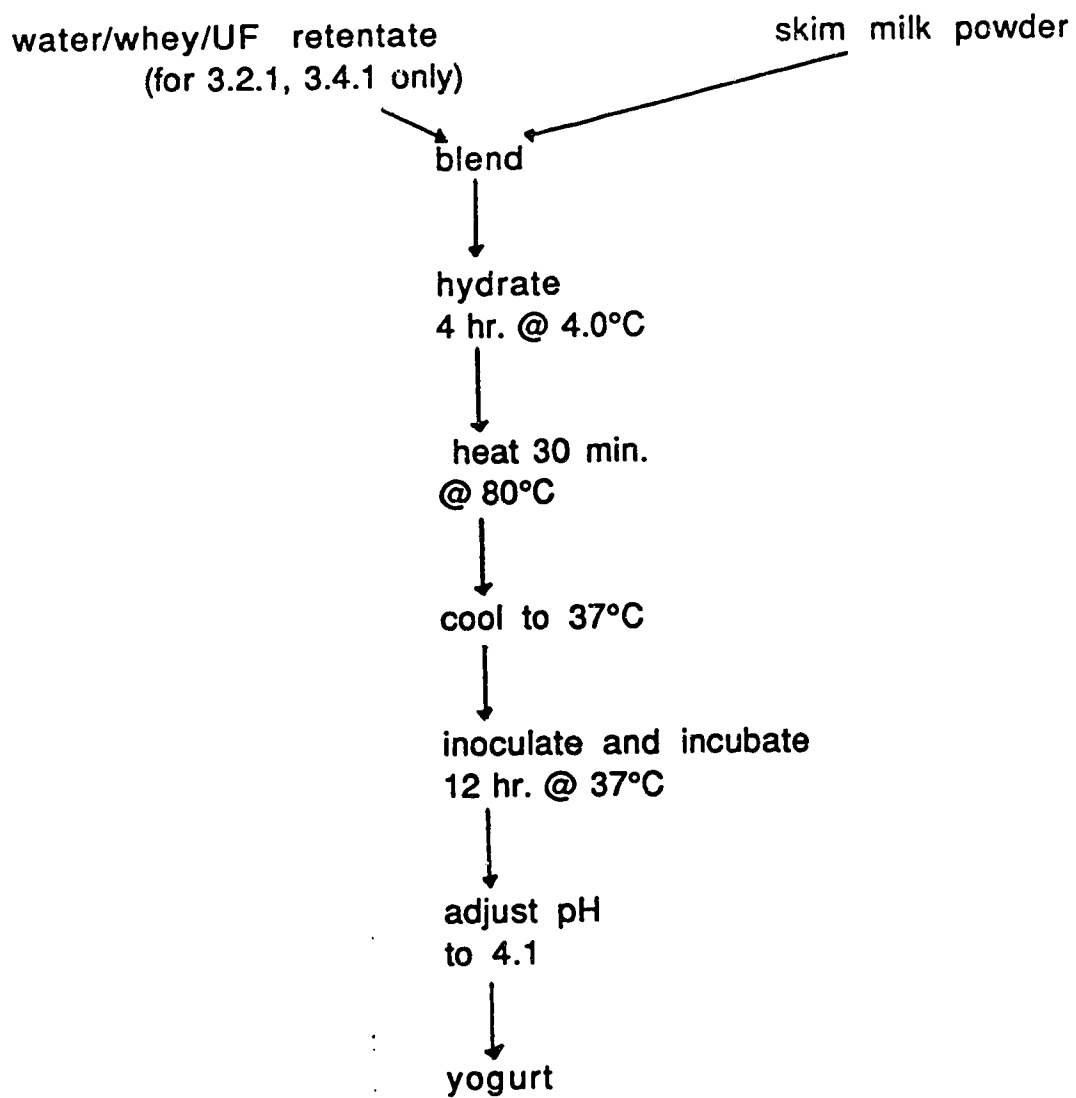 water/whey/UF retentate
(for 3.2.1, 3.4.1 only)
skim milk powder
blend
hydrate
4 hr. @ 4.0°C
heat 30 min.
@ 80°C
cool to 37°C
inoculate and incubate
12 hr. @ 37°C
adjust pH
to 4.1
yogurt